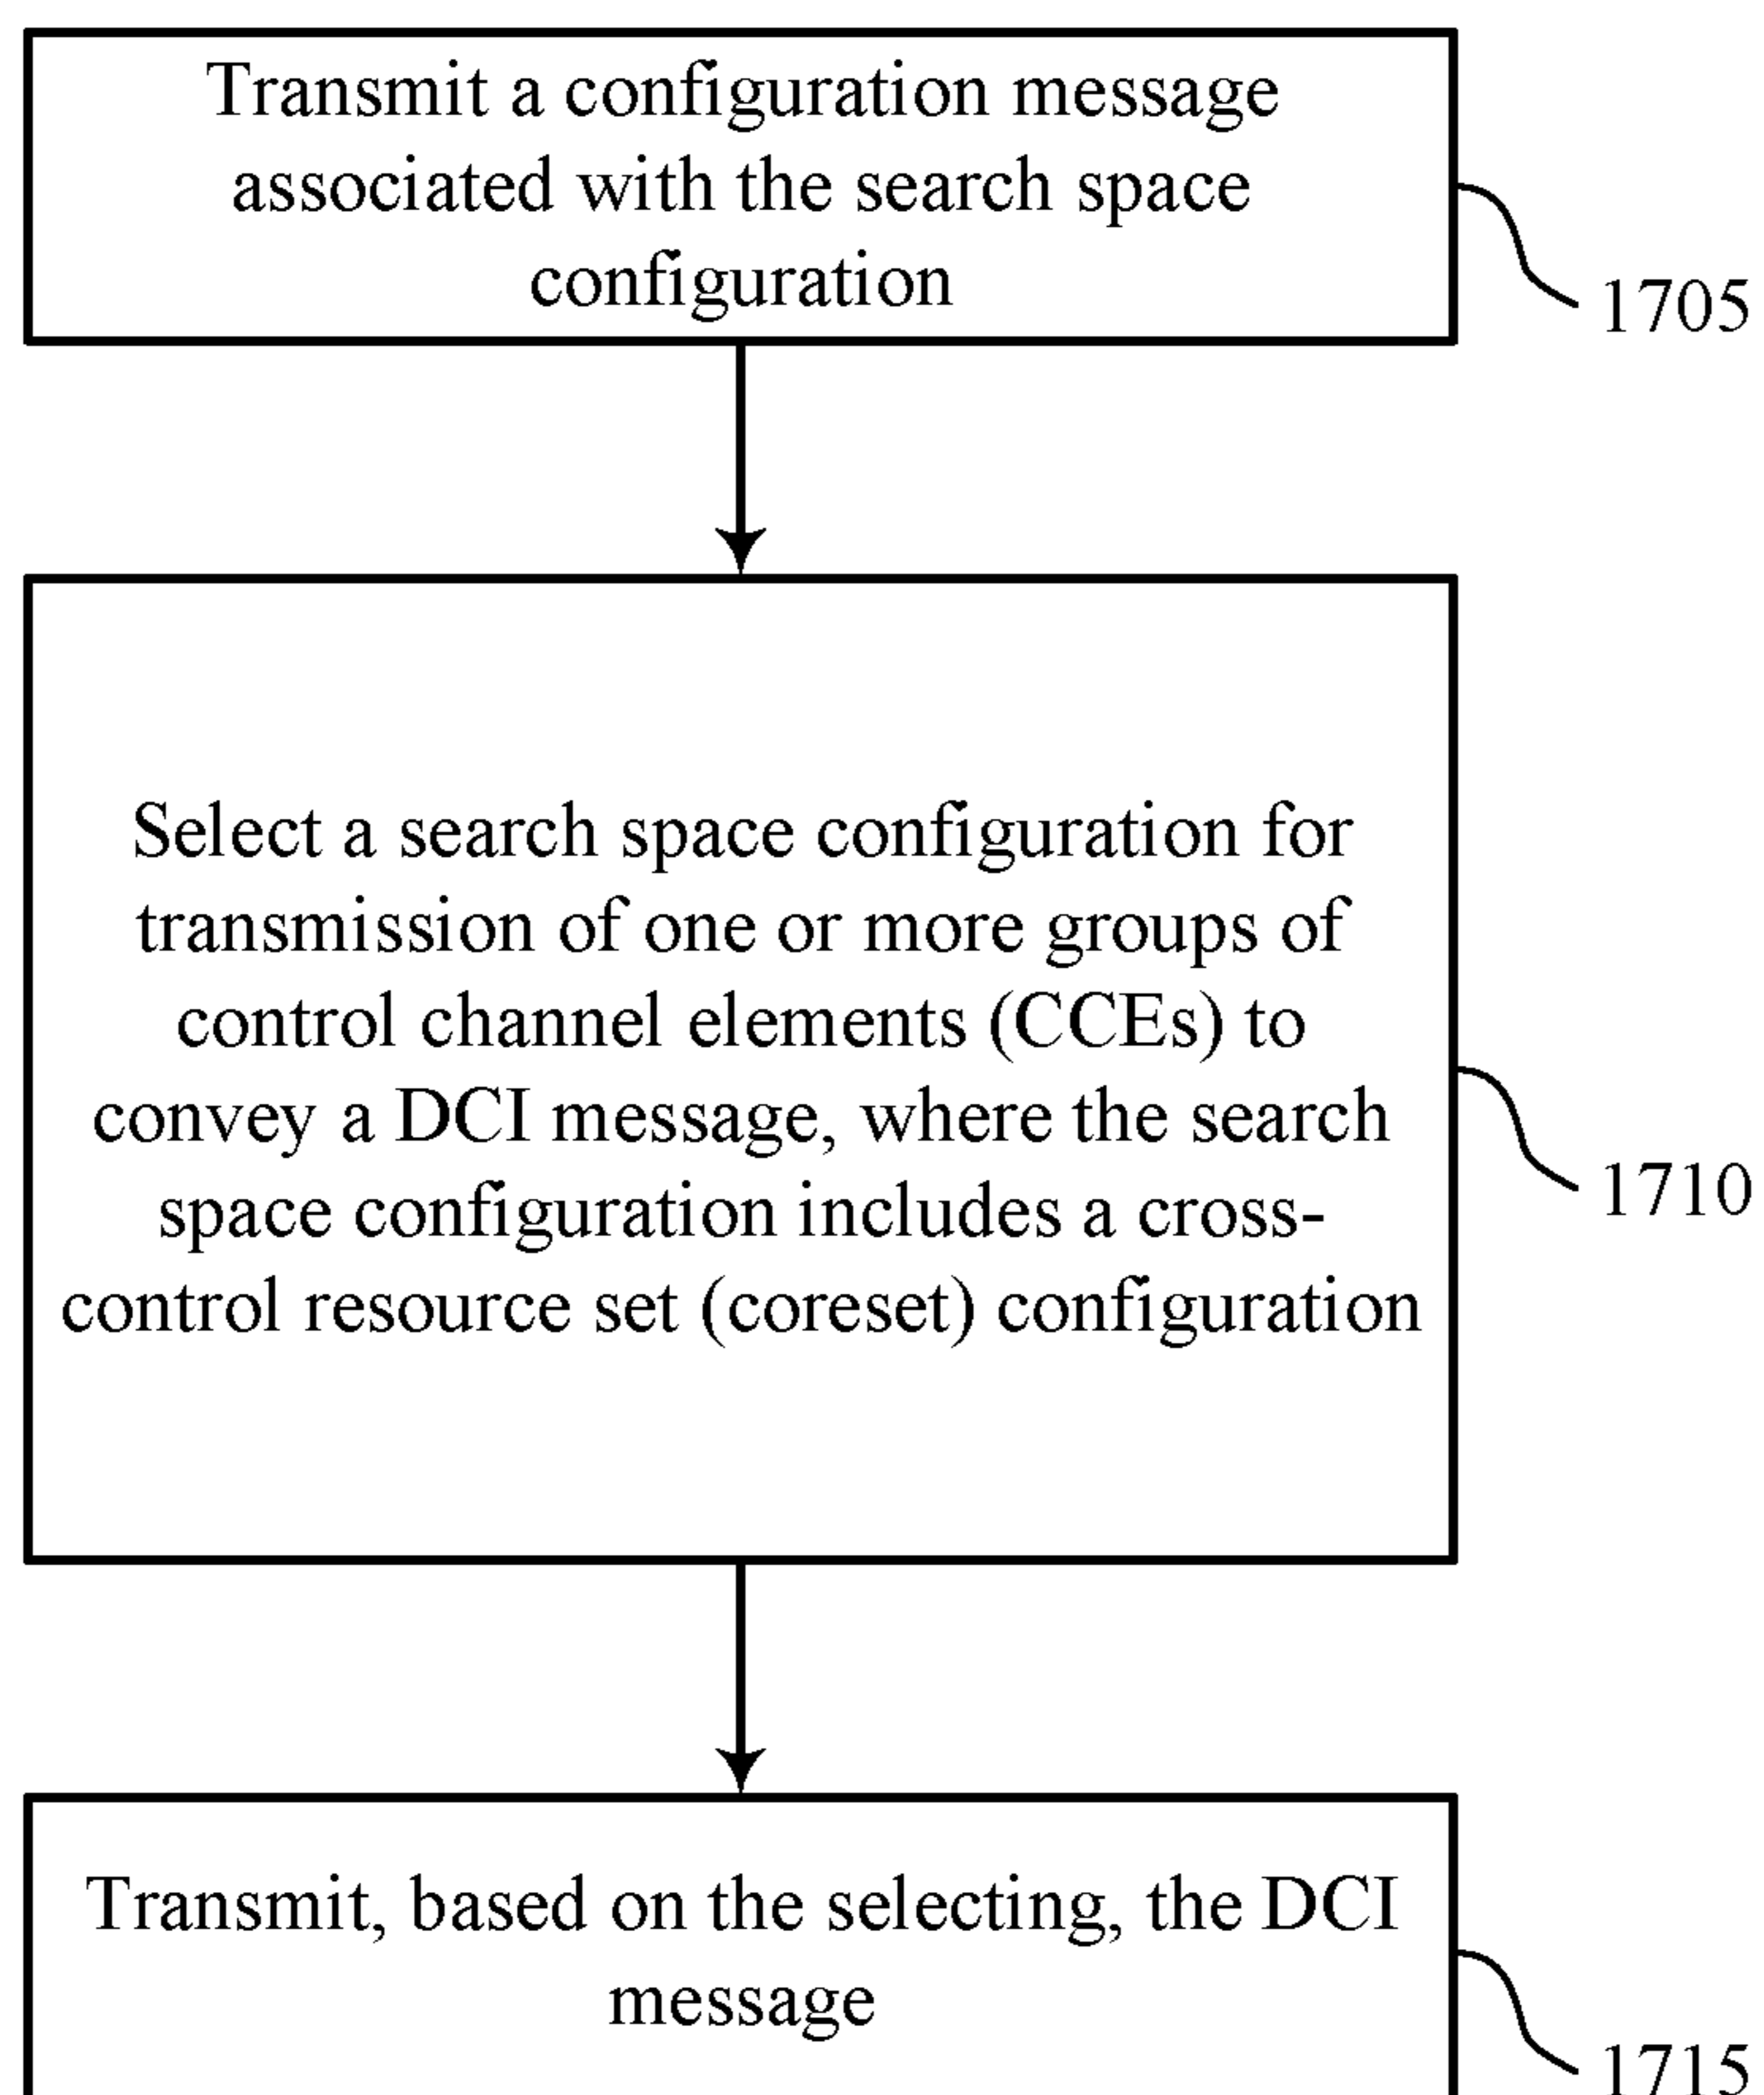 Transmit a configuration message
associated with the search space
configuration
1705
Select a search space configuration for
transmission of one or more groups of
control channel elements (CCEs) to
convey a DCI message, where the search
space configuration includes a cross-
control resource set (coreset) configuration
1710
Transmit, based on the selecting, the DCI
message
1715